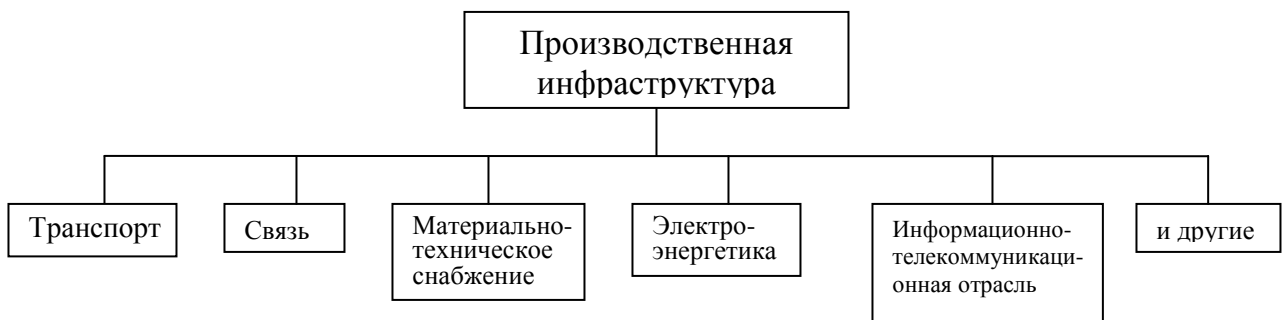 Производственная
инфраструктура
Транспорт
Связь
Материально-
техническое
снабжение
Электро-
энергетика
Информационно-
телекоммуникаци-
онная отрасль
и другие